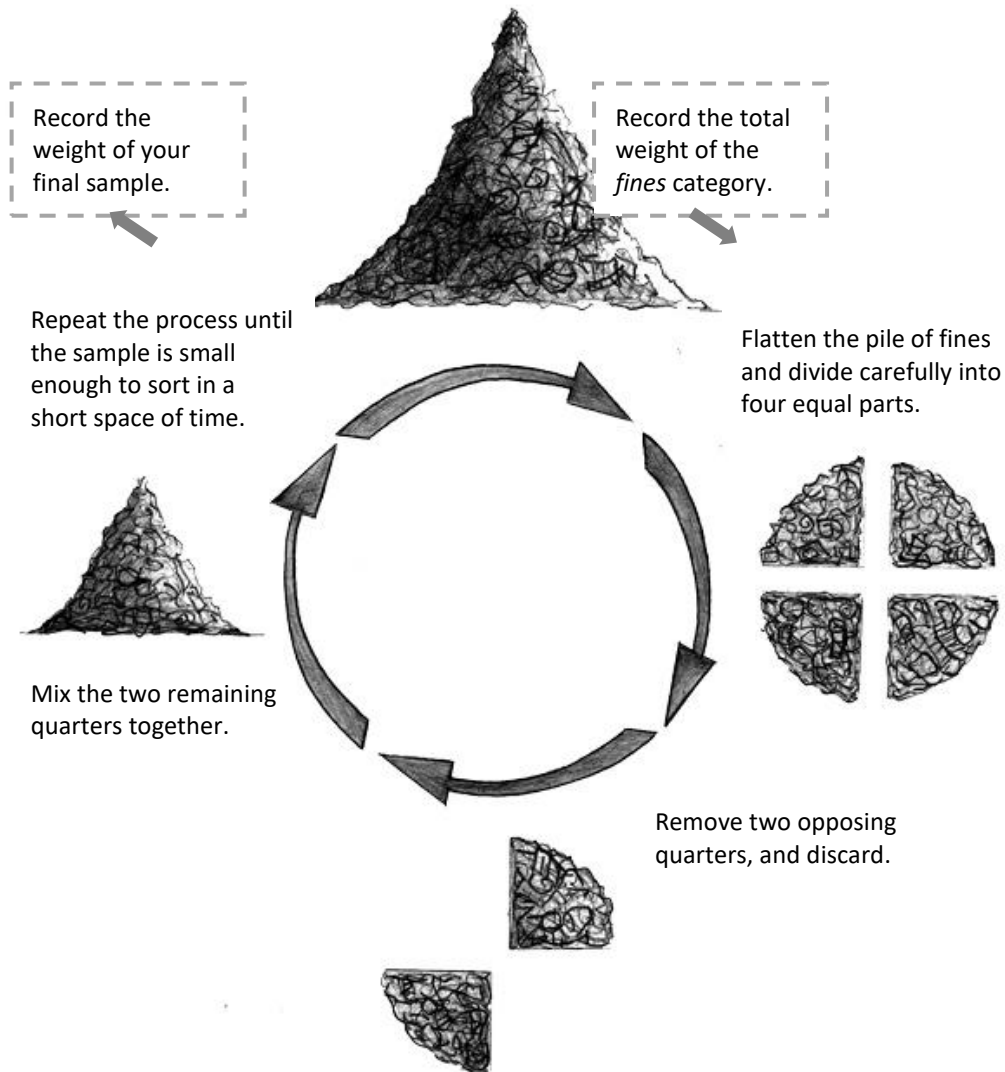 Record the
weight of your
final sample.
Record the total
weight of the
fines category.
Repeat the process until
the sample is small
enough to sort in a
short space of time.
Flatten the pile of fines
and divide carefully into
four equal parts.
Mix the two remaining
quarters together.
Remove two opposing
quarters, and discard.